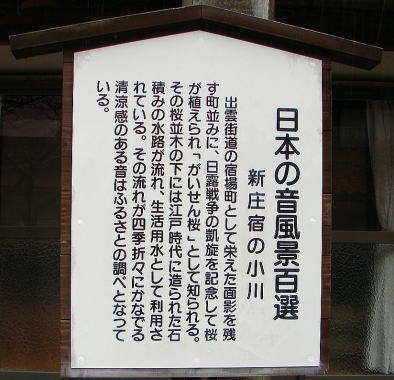 日本の音風景百選
新庄宿の小川
出雲街道の宿場町として栄えた面影を残
す町並みに、日露戦争の凱旋を記念して桜
が植えられ「がいせん桜」として知られる。
その桜並木の下には江戸時代に造られた石
積みの水路が流れ、生活用水として利用さ
れている。その流れが四季折々にかなでる
清涼感のある音はふるさとの調べとなって
いる。